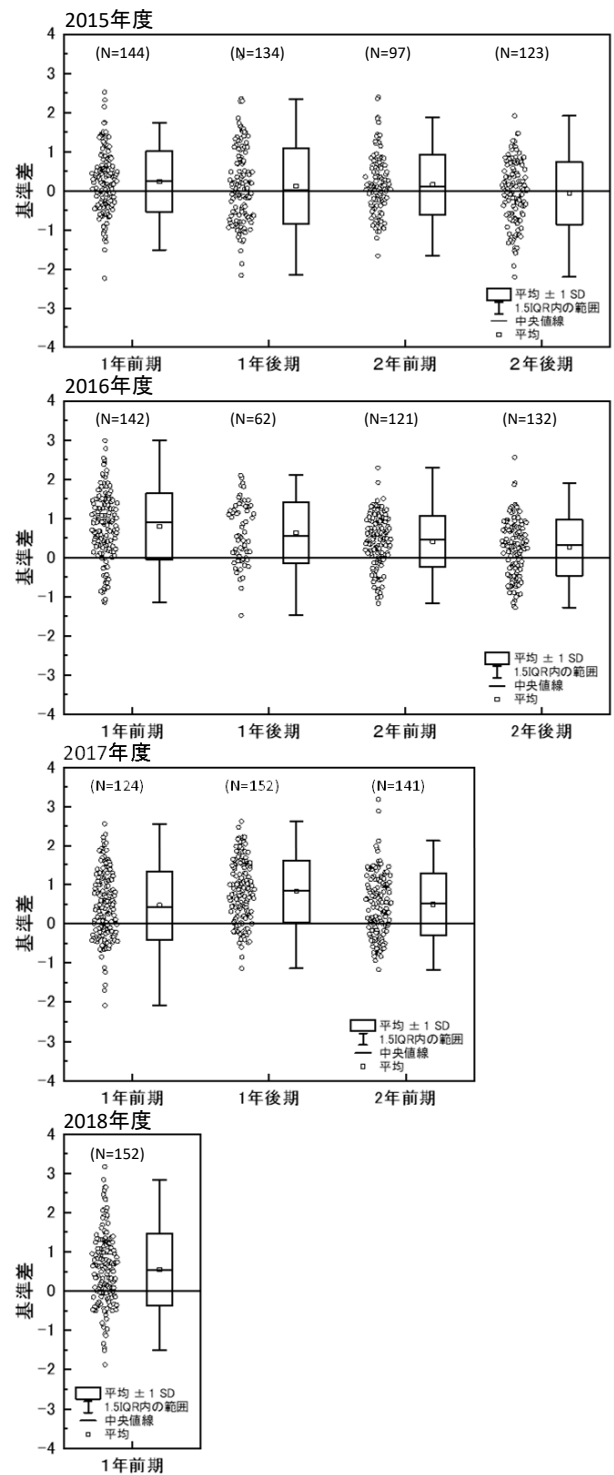 2015年度
(N=144) (N=134) (N=97) (N=123)
4
3
2
1
0
-1
-2
-3
-4
基準差
平均 ± 1 SD
1.5IQR内の範囲
中央値線
平均
1年前期 1年後期 2年前期 2年後期
2016年度
(N=142) (N=62) (N=121) (N=132)
4
3
2
1
0
-1
-2
-3
-4
基準差
平均 ± 1 SD
1.5IQR内の範囲
中央値線
平均
1年前期 1年後期 2年前期 2年後期
2017年度
(N=124) (N=152) (N=141)
4
3
2
1
0
-1
-2
-3
-4
基準差
平均 ± 1 SD
1.5IQR内の範囲
中央値線
平均
1年前期 1年後期 2年前期
2018年度
(N=152)
4
3
2
1
0
-1
-2
-3
-4
基準差
平均 ± 1 SD
1.5IQR内の範囲
中央値線
平均
1年前期